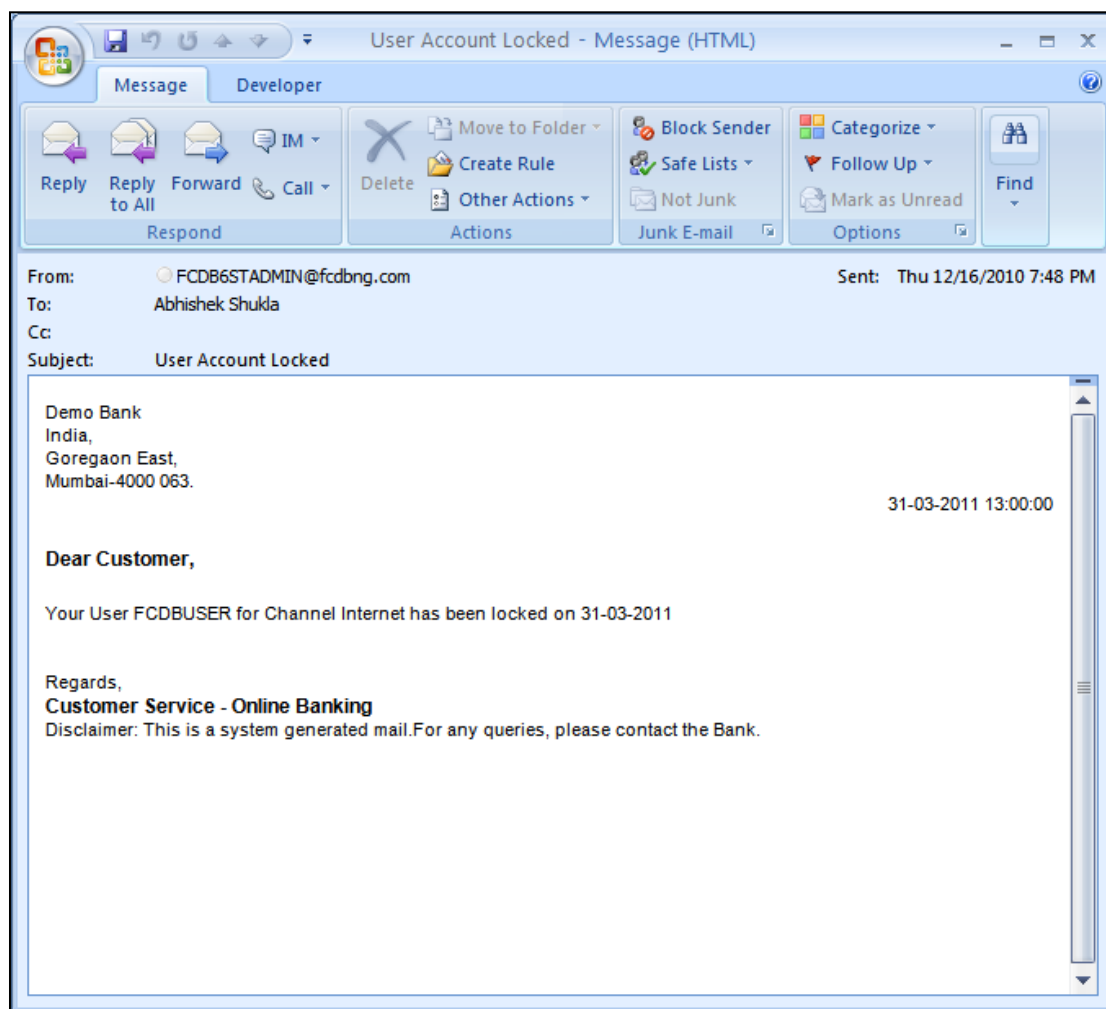 User Account Locked - Message (HTML)
Message Developer
Reply
Reply to All
Forward
IM
Call
Respond
Delete
Move to Folder
Create Rule
Other Actions
Actions
Block Sender
Safe Lists
Not Junk
Junk E-mail
Categorize
Follow Up
Mark as Unread
Options
Find
From: FCDB6STADMIN@fcdbng.com Sent: Thu 12/16/2010 7:48 PM
To: Abhishek Shukla
Cc:
Subject: User Account Locked
Demo Bank
India,
Goregaon East,
Mumbai-4000 063.
31-03-2011 13:00:00
Dear Customer,
Your User FCDBUSER for Channel Internet has been locked on 31-03-2011
Regards,
Customer Service - Online Banking
Disclaimer: This is a system generated mail.For any queries, please contact the Bank.